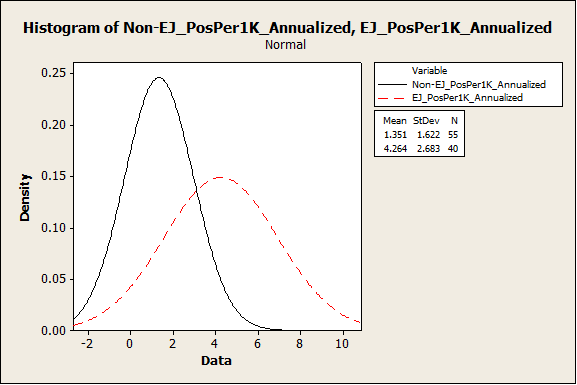 Histogram of Non-EJ_PosPer1K_Annualized, EJ_PosPer1K_Annualized
Normal
Variable
Non-EJ_PosPer1K_Annualized
EJ_PosPer1K_Annualized
Mean StDev N
1.351 1.622 55
4.264 2.683 40
0.25
0.20
0.15
0.10
0.05
0.00
Density
-2 0 2 4 6 8 10
Data